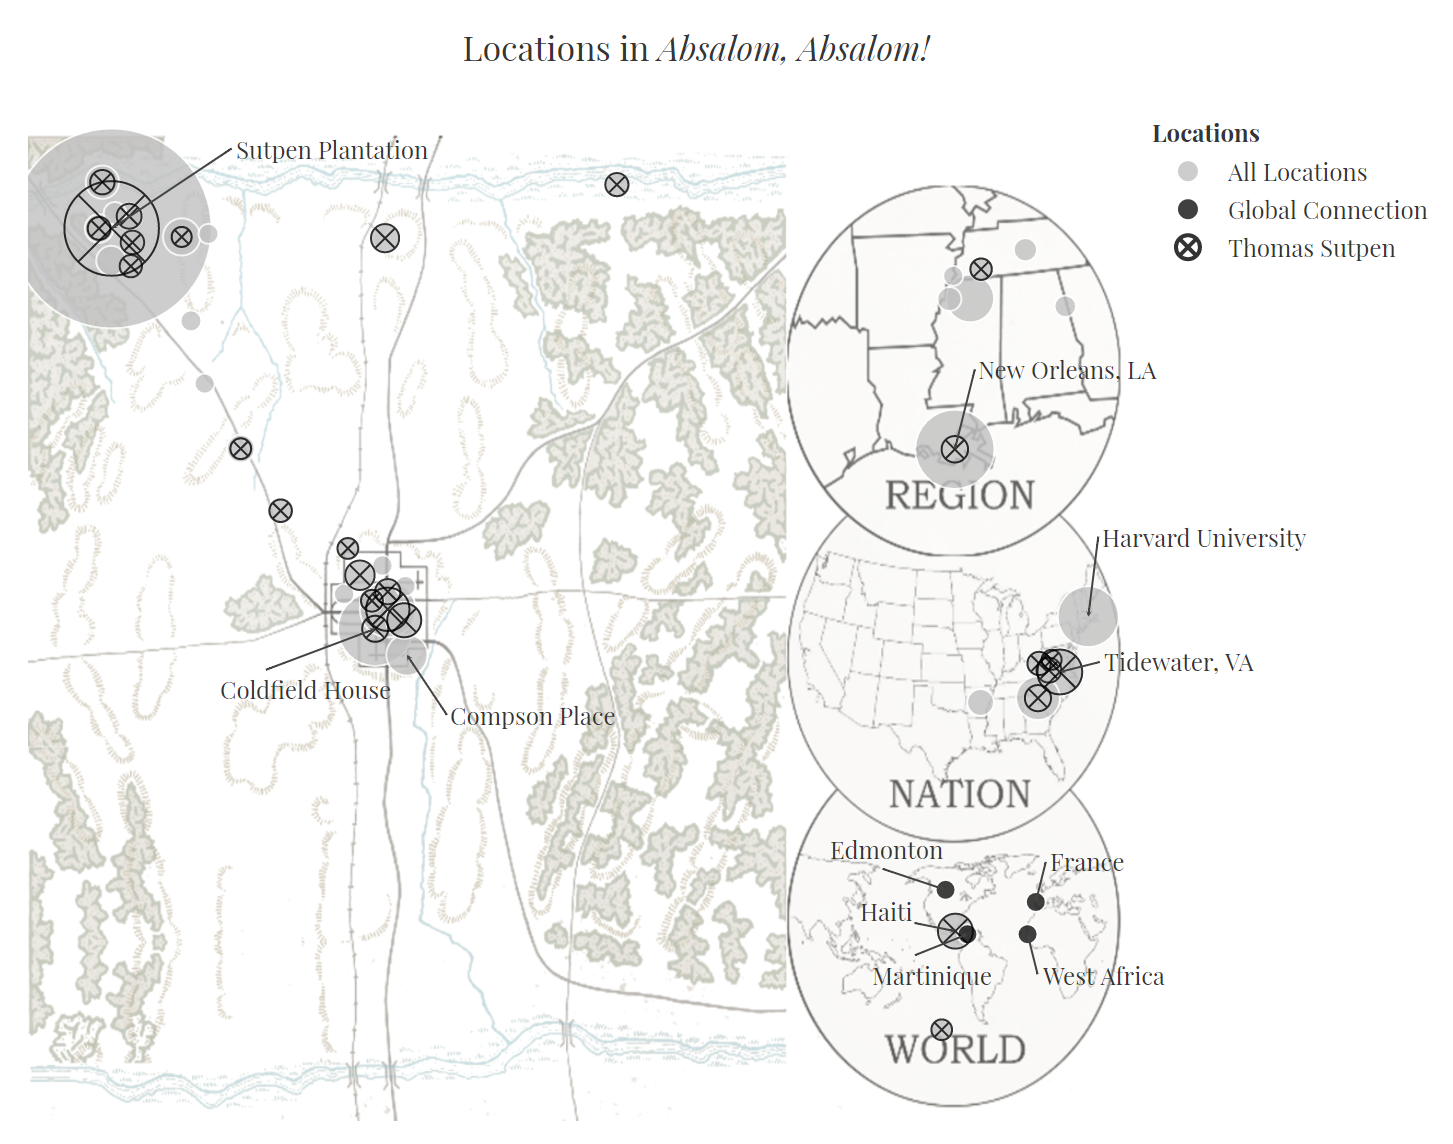 Locations in Absalom, Absalom!
Locations
All Locations
Global Connection
Thomas Sutpen
Sutpen Plantation
New Orleans, LA
REGION
Harvard University
Tidewater, VA
Coldfield House
Compson Place
NATION
Edmonton
France
Haiti
Martinique
West Africa
WORLD